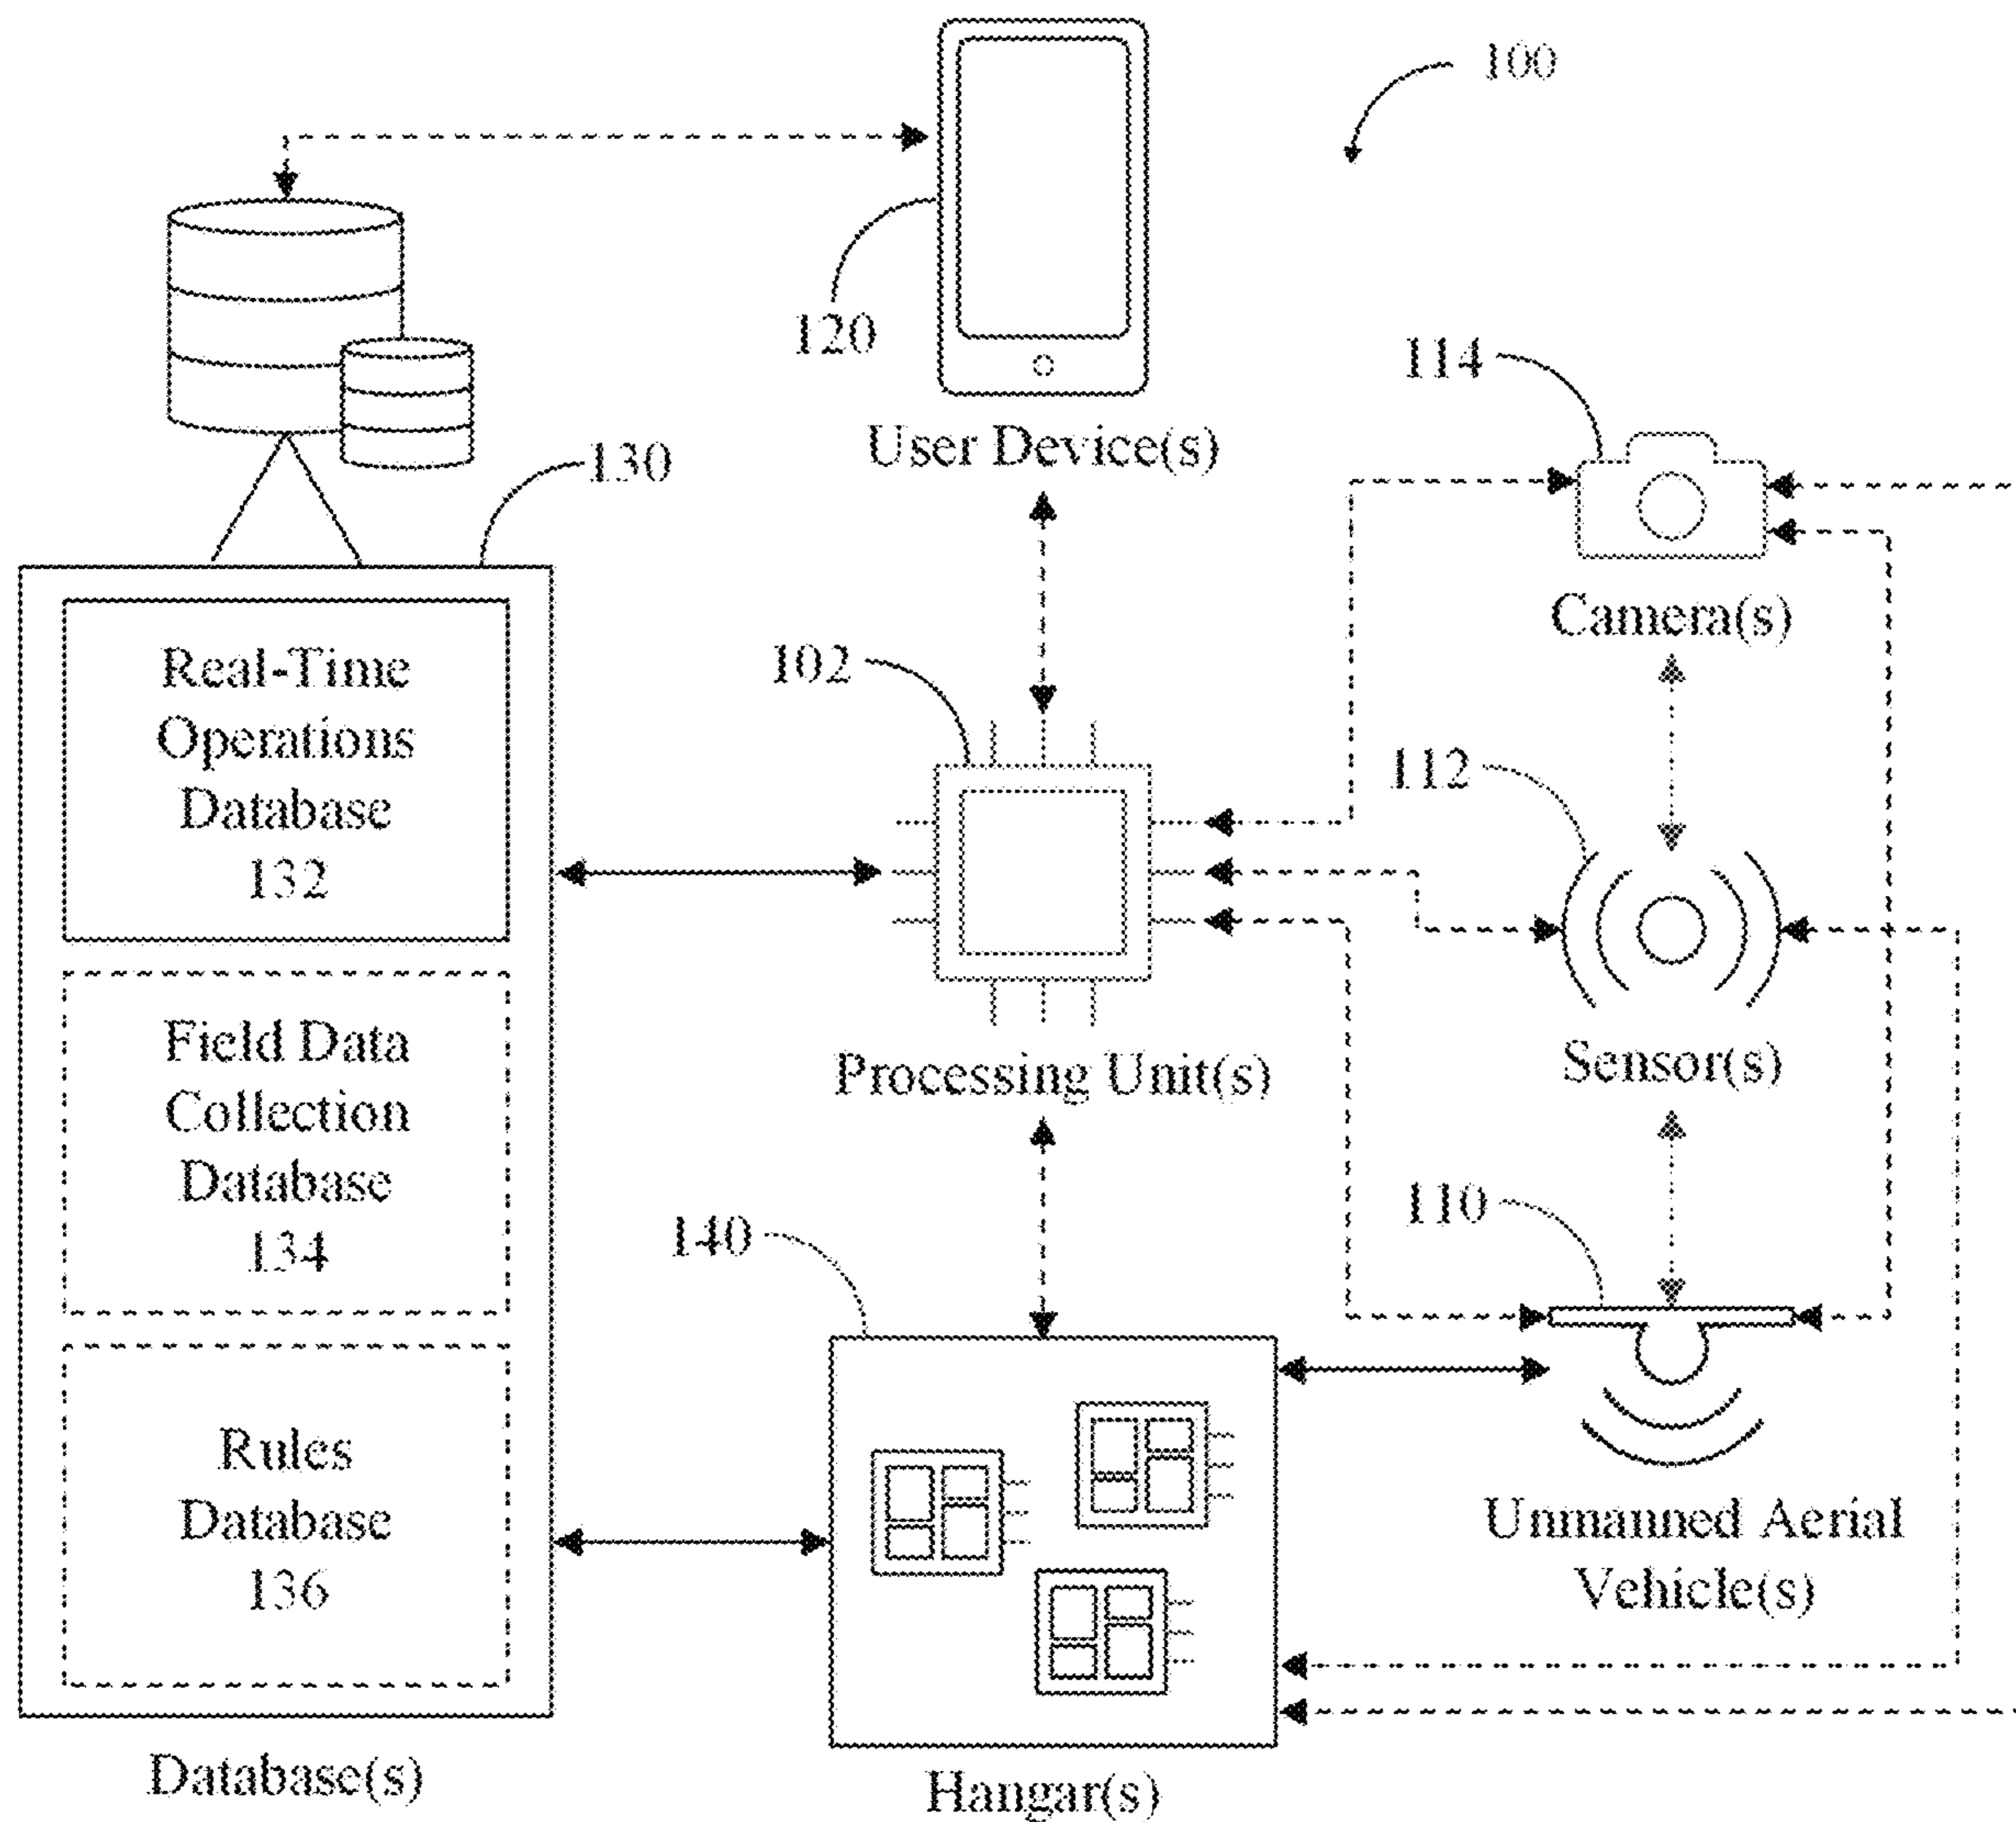 100
120
User Device(s)
114
130
Camera(s)
Real-Time
Operations
Database
132
102
112
Processing Unit(s)
Sensor(s)
Field Data
Collection
Database
134
140
110
Rules
Database
136
Unmanned Aerial
Vehicle(s)
Database(s)
Hangar(s)